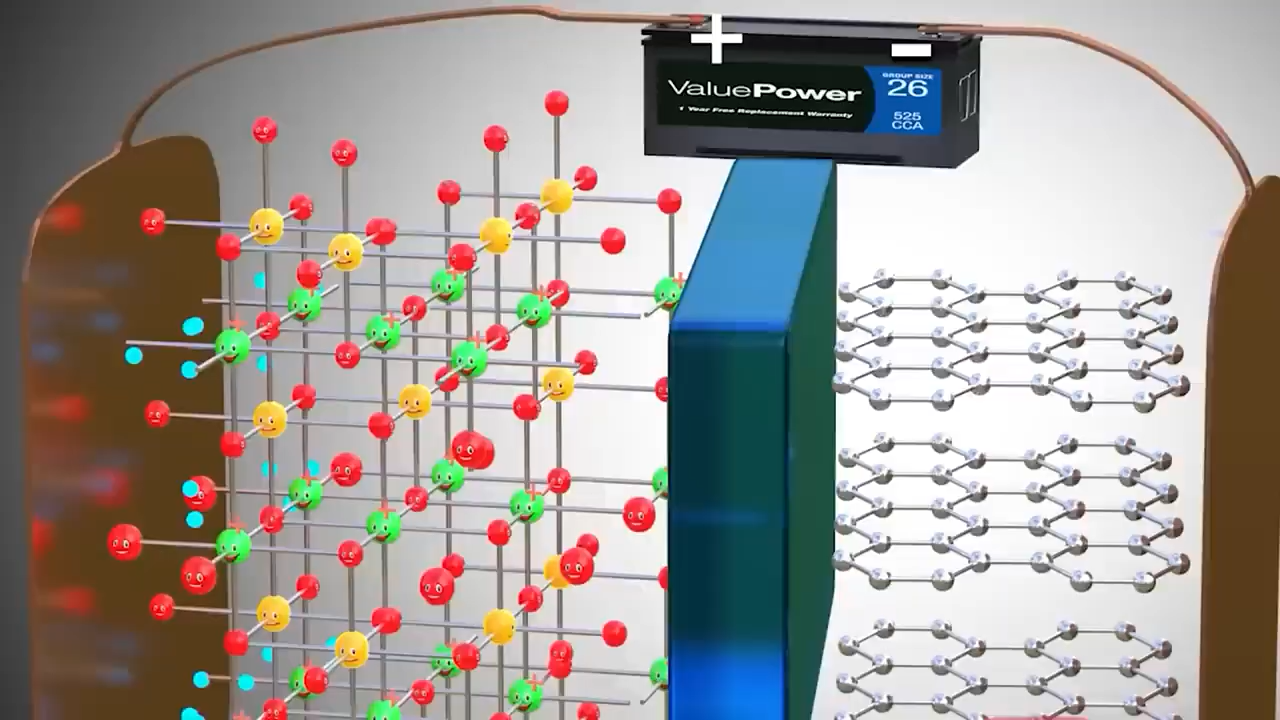 +
−
ValuePower
1 Year Free Replacement Warranty
GROUP SIZE
26
525
CCA